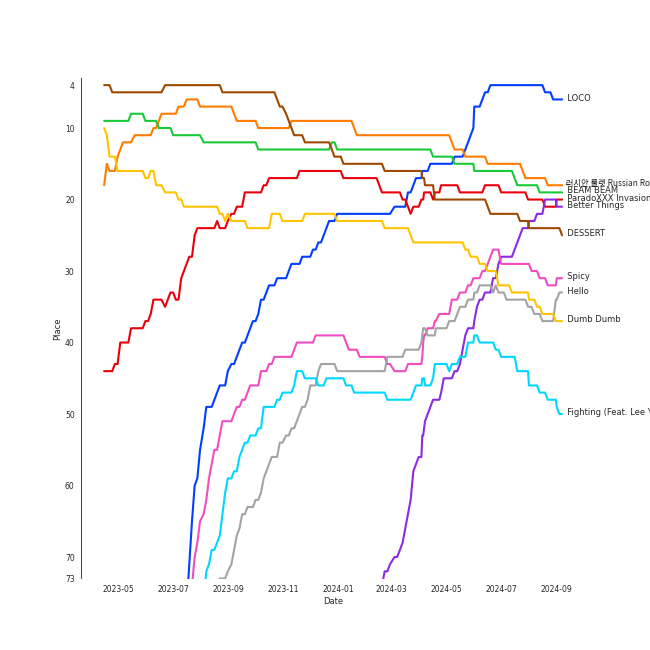 4
10
20
30
40
50
60
70
73
Place
2023-05
2023-07
2023-09
2023-11
2024-01
2024-03
2024-05
2024-07
2024-09
Date
LOCO
러시안 룰렛 Russian Ro
BEAM BEAM
ParadoXXX Invasion
Better Things
DESSERT
Spicy
Hello
Dumb Dumb
Fighting (Feat. Lee Y